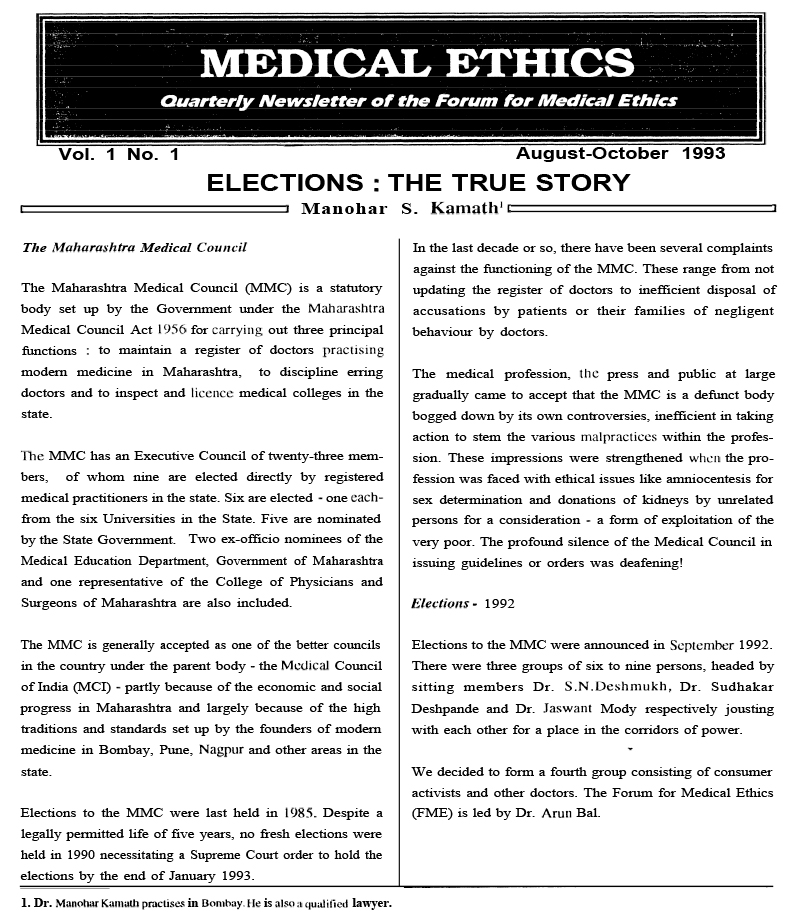 MEDICAL ETHICS
Quarterly Newsletter of the Forum for Medical Ethics
Vol. 1 No. 1
August-October 1993
ELECTIONS : THE TRUE STORY
Manohar S. Kamath¹
The Maharashtra Medical Council
The Maharashtra Medical Council (MMC) is a statutory
body set up by the Government under the Maharashtra
Medical Council Act 1956 for carrying out three principal
functions : to maintain a register of doctors practising
modern medicine in Maharashtra, to discipline erring
doctors and to inspect and licence medical colleges in the
state.
The MMC has an Executive Council of twenty-three mem-
bers, of whom nine are elected directly by registered
medical practitioners in the state. Six are elected - one each-
from the six Universities in the State. Five are nominated
by the State Government. Two ex-officio nominees of the
Medical Education Department, Government of Maharashtra
and one representative of the College of Physicians and
Surgeons of Maharashtra are also included.
The MMC is generally accepted as one of the better councils
in the country under the parent body - the Medical Council
of India (MCI) - partly because of the economic and social
progress in Maharashtra and largely because of the high
traditions and standards set up by the founders of modern
medicine in Bombay, Pune, Nagpur and other areas in the
state.
Elections to the MMC were last held in 1985. Despite a
legally permitted life of five years, no fresh elections were
held in 1990 necessitating a Supreme Court order to hold the
elections by the end of January 1993.
In the last decade or so, there have been several complaints
against the functioning of the MMC. These range from not
updating the register of doctors to inefficient disposal of
accusations by patients or their families of negligent
behaviour by doctors.
The medical profession, the press and public at large
gradually came to accept that the MMC is a defunct body
bogged down by its own controversies, inefficient in taking
action to stem the various malpractices within the profes-
sion. These impressions were strengthened when the pro-
fession was faced with ethical issues like amniocentesis for
sex determination and donations of kidneys by unrelated
persons for a consideration - a form of exploitation of the
very poor. The profound silence of the Medical Council in
issuing guidelines or orders was deafening!
Elections - 1992
Elections to the MMC were announced in September 1992.
There were three groups of six to nine persons, headed by
sitting members Dr. S.N.Deshmukh, Dr. Sudhakar
Deshpande and Dr. Jaswant Mody respectively jousting
with each other for a place in the corridors of power.
We decided to form a fourth group consisting of consumer
activists and other doctors. The Forum for Medical Ethics
(FME) is led by Dr. Arun Bal.
1. Dr. Manohar Kamath practises in Bombay. He is also a qualified lawyer.